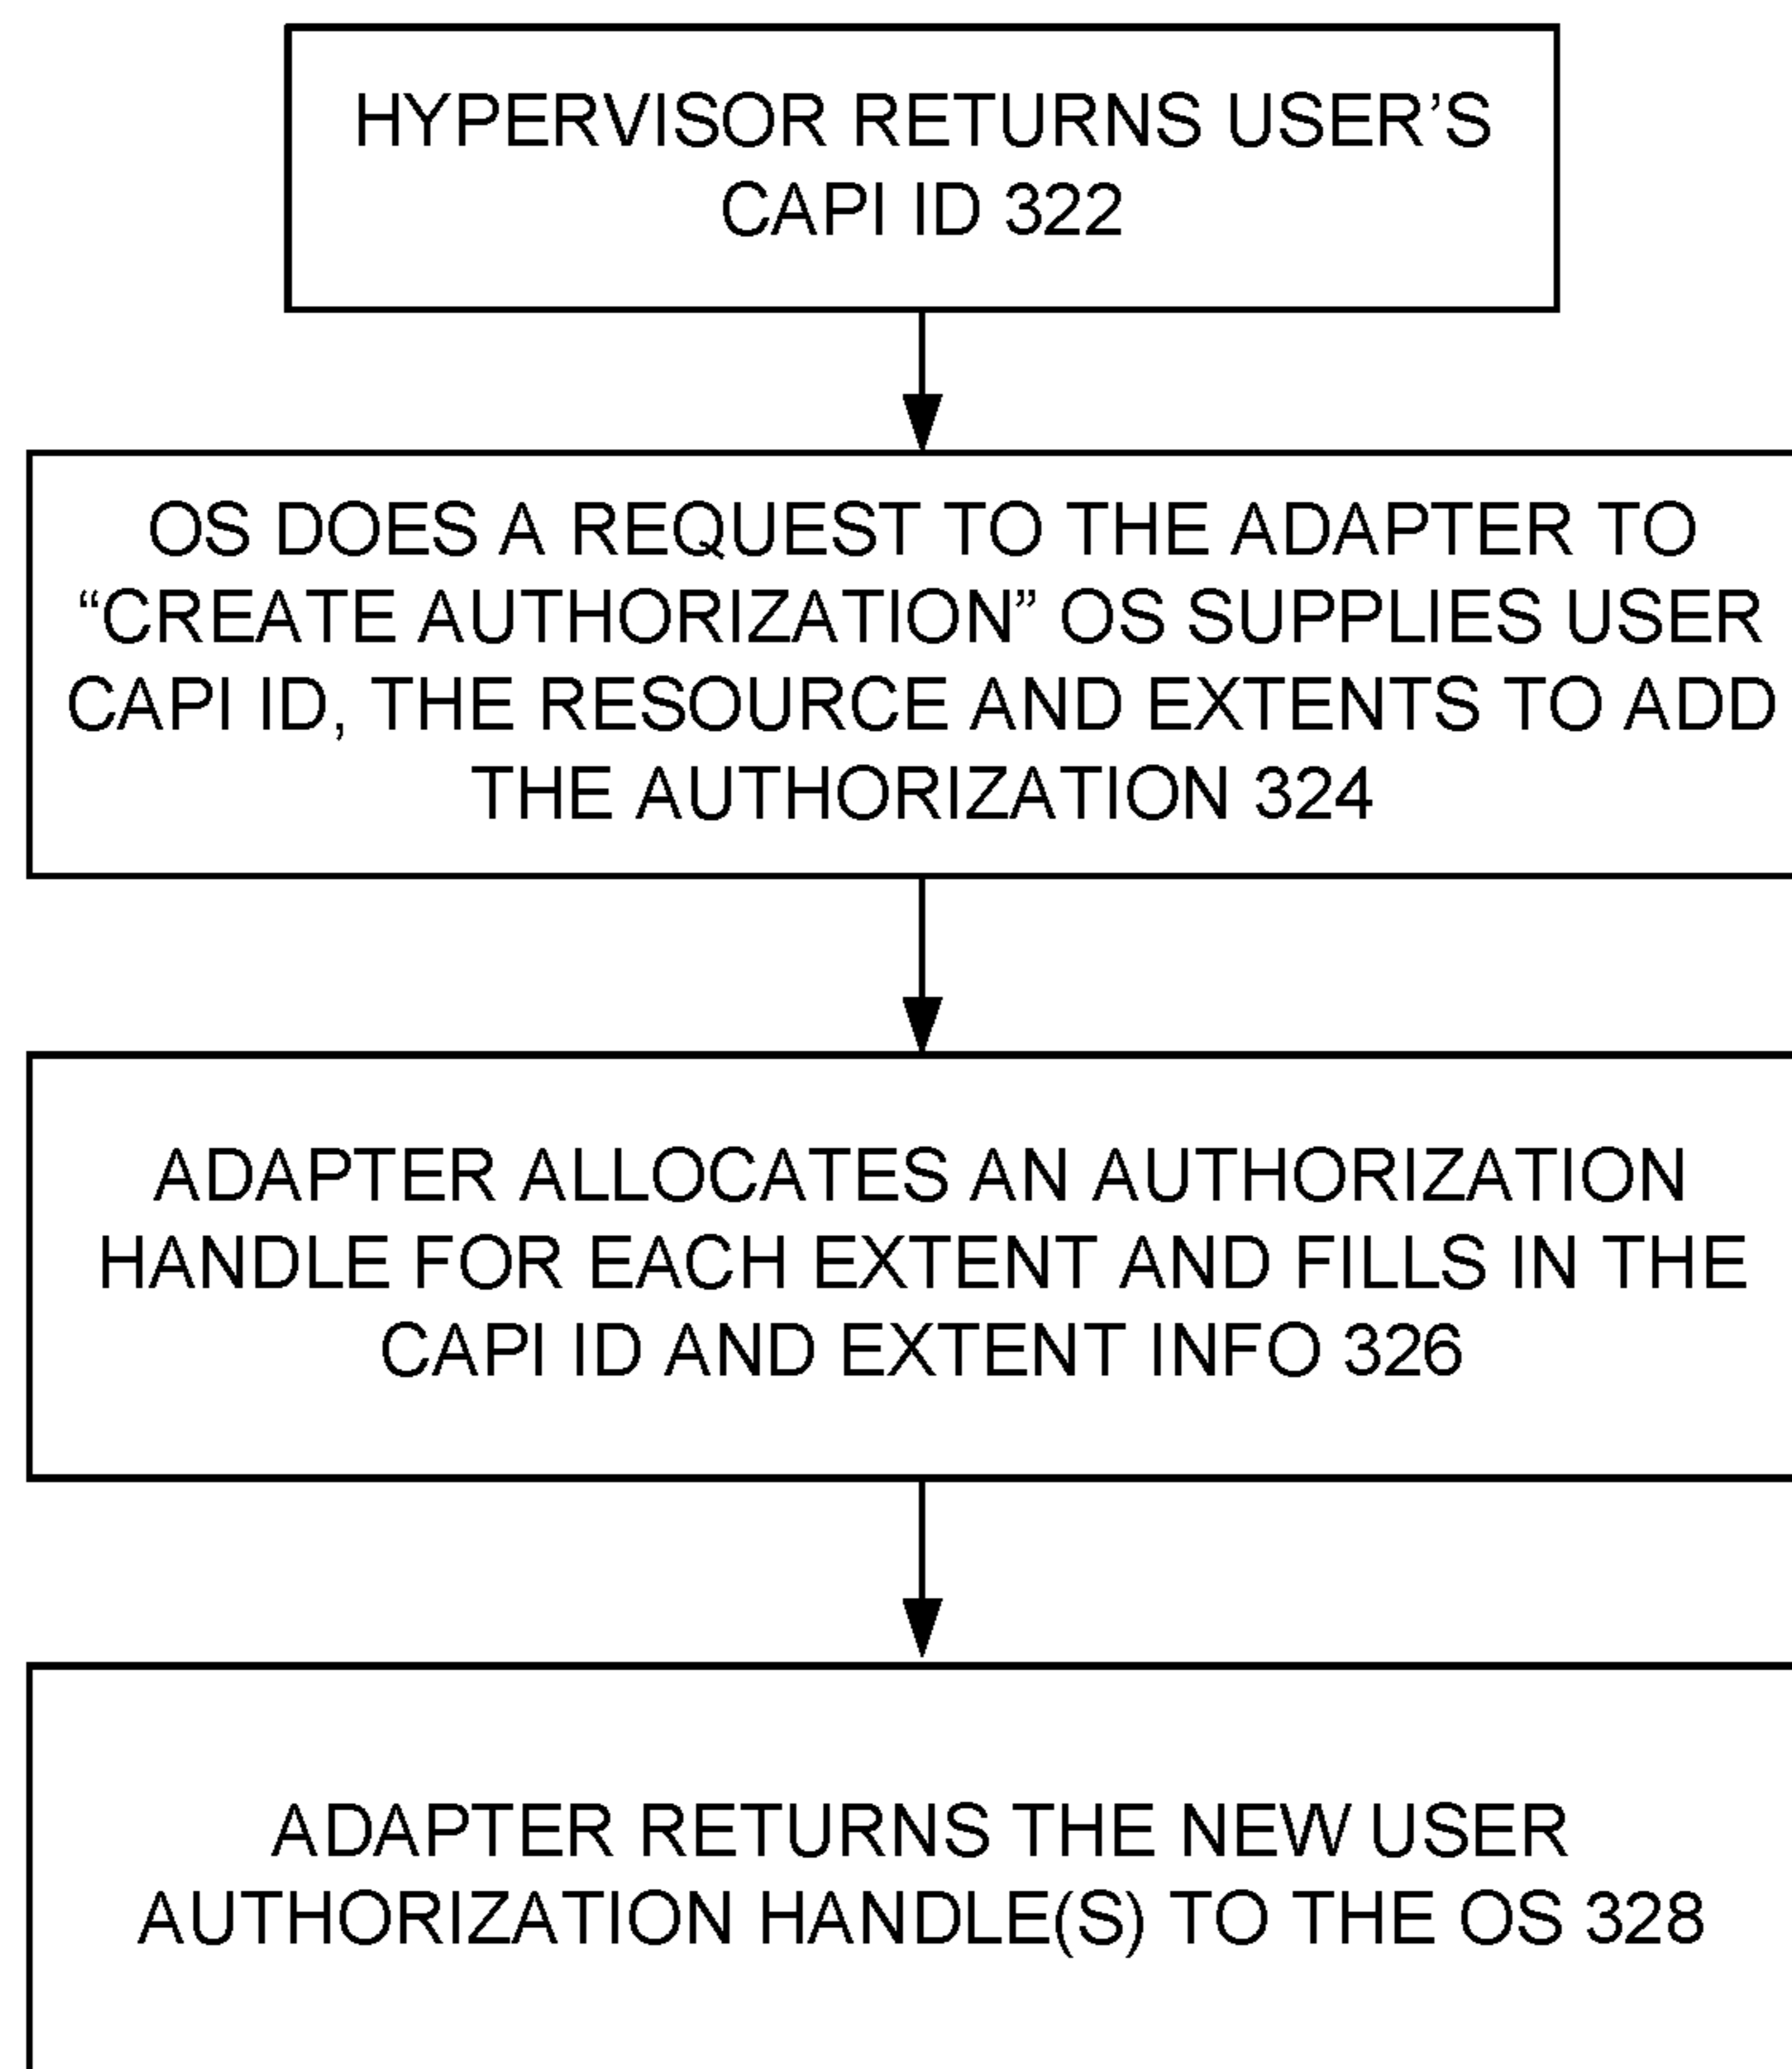 HYPERVISOR RETURNS USER’S
CAPI ID 322
OS DOES A REQUEST TO THE ADAPTER TO
“CREATE AUTHORIZATION” OS SUPPLIES USER
CAPI ID, THE RESOURCE AND EXTENTS TO ADD
THE AUTHORIZATION 324
ADAPTER ALLOCATES AN AUTHORIZATION
HANDLE FOR EACH EXTENT AND FILLS IN THE
CAPI ID AND EXTENT INFO 326
ADAPTER RETURNS THE NEW USER
AUTHORIZATION HANDLE(S) TO THE OS 328